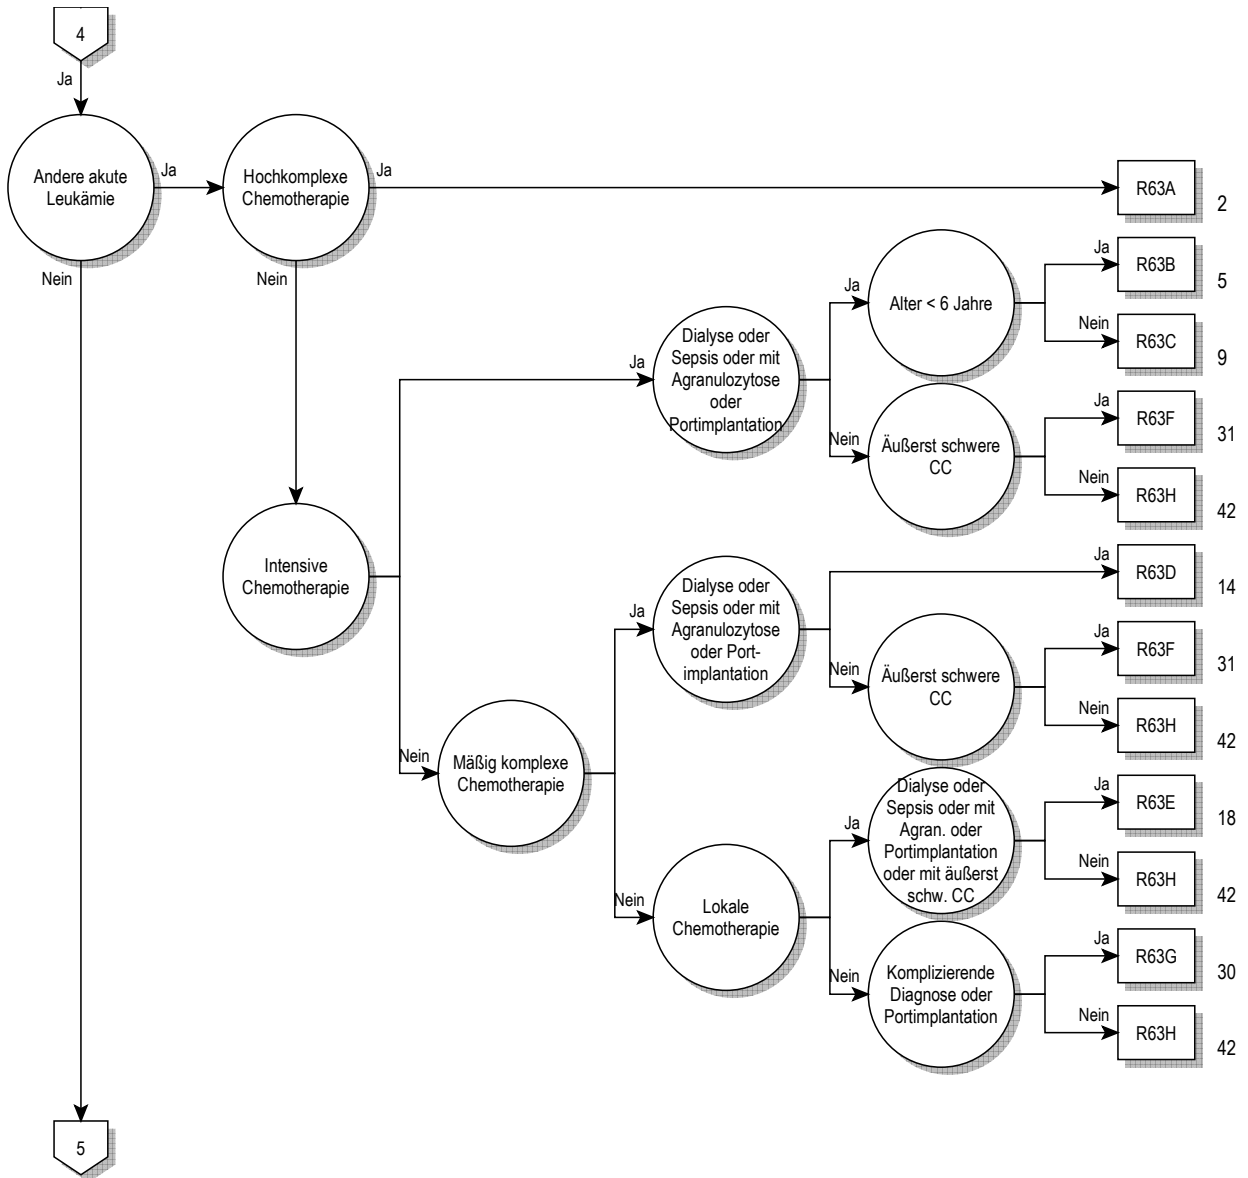 4
Ja
Andere akute
Leukämie
Ja
Nein
Hochkomplexe
Chemotherapie
Ja
Nein
R63A
2
Intensive
Chemotherapie
Ja
Dialyse oder
Sepsis oder mit
Agranulozytose
oder
Portimplantation
Ja
Alter < 6 Jahre
Ja
R63B
5
Nein
R63C
9
Nein
Äußerst schwere
CC
Ja
R63F
31
Nein
R63H
42
Nein
Mäßig komplexe
Chemotherapie
Ja
Dialyse oder
Sepsis oder mit
Agranulozytose
oder Port-
implantation
Ja
R63D
14
Nein
Äußerst schwere
CC
Ja
R63F
31
Nein
R63H
42
Nein
Lokale
Chemotherapie
Ja
Dialyse oder
Sepsis oder mit
Agran. oder
Portimplantation
oder mit äußerst
schw. CC
Ja
R63E
18
Nein
R63H
42
Nein
Komplizierende
Diagnose oder
Portimplantation
Ja
R63G
30
Nein
R63H
42
5